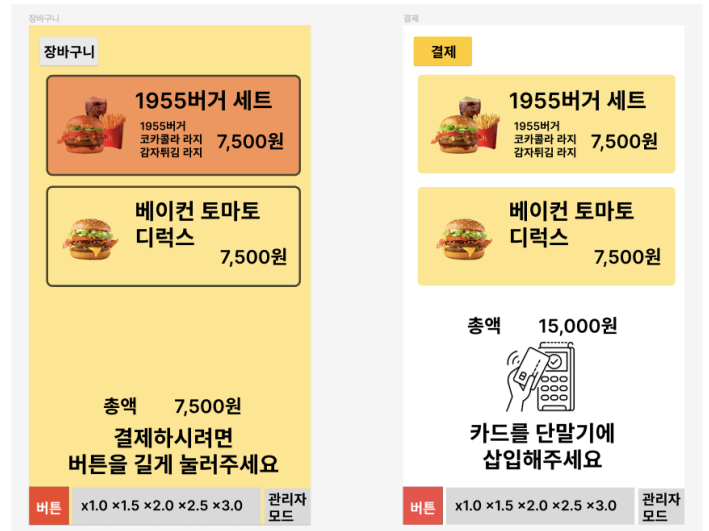 장바구니
장바구니
1955버거 세트
1955버거
코카콜라 라지
감자튀김 라지
7,500원
베이컨 토마토
디럭스
7,500원
총액 7,500원
결제하시려면
버튼을 길게 눌러주세요
버튼
x1.0 ×1.5 ×2.0 ×2.5 ×3.0
관리자
모드
결제
결제
1955버거 세트
1955버거
코카콜라 라지
감자튀김 라지
7,500원
베이컨 토마토
디럭스
7,500원
총액 15,000원
카드를 단말기에
삽입해주세요
버튼
x1.0 ×1.5 ×2.0 ×2.5 ×3.0
관리자
모드